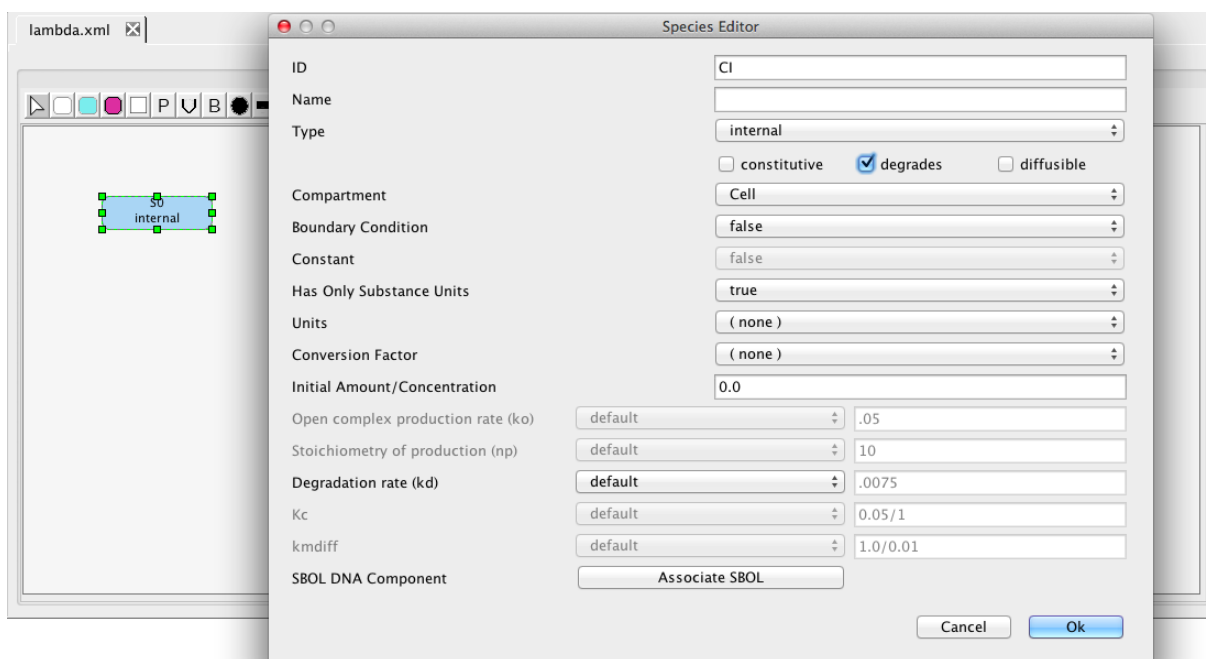 lambda.xml
Species Editor
P V B
S0
internal
ID CI
Name
Type internal
constitutive degrades diffusible
Compartment Cell
Boundary Condition false
Constant false
Has Only Substance Units true
Units ( none )
Conversion Factor ( none )
Initial Amount/Concentration 0.0
Open complex production rate (ko) default .05
Stoichiometry of production (np) default 10
Degradation rate (kd) default .0075
Kc default 0.05/1
kmdiff default 1.0/0.01
SBOL DNA Component Associate SBOL
Cancel Ok